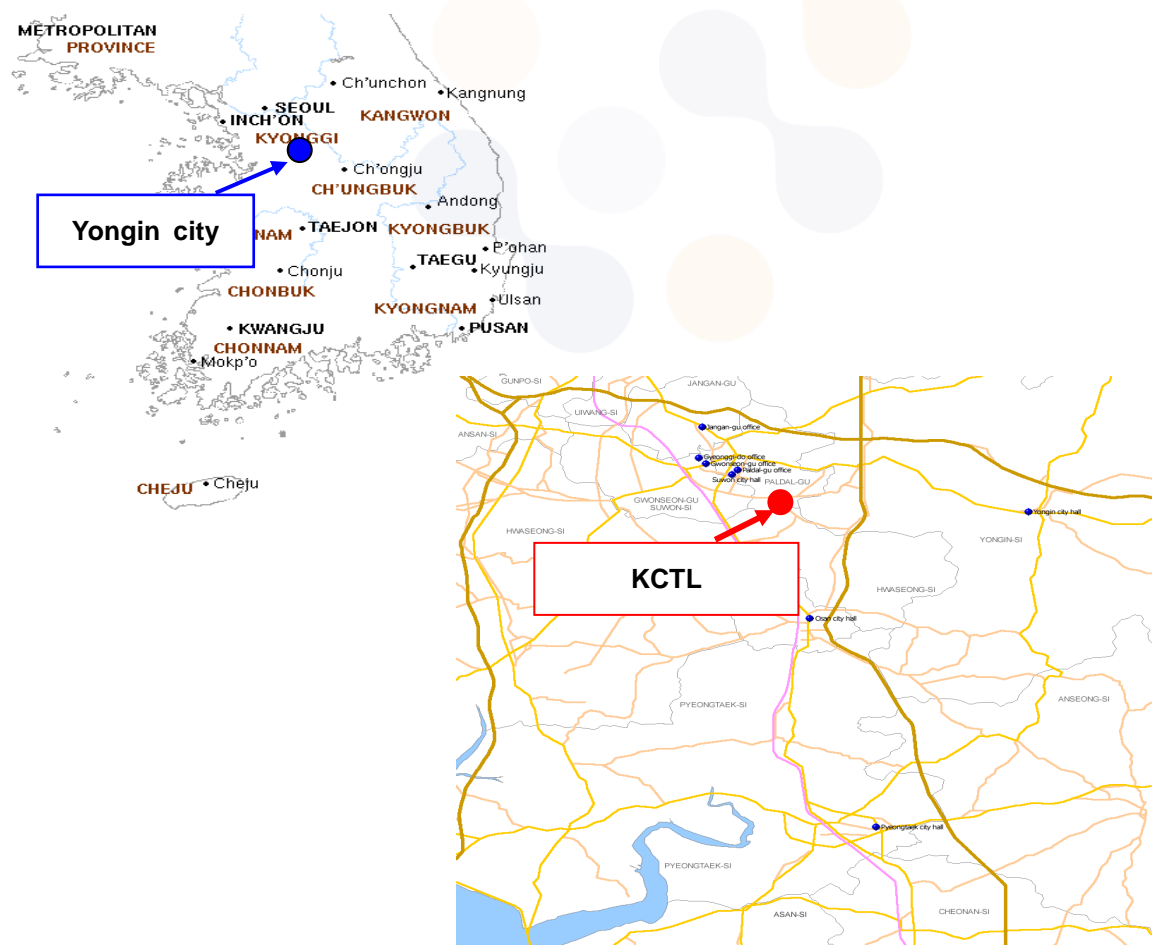 METROPOLITAN
PROVINCE
Ch'unchon
Kangnung
SEOUL
INCH'ON
KANGWON
KYONGGI
Ch'ongju
CH'UNGBUK
Andong
Yongin city
NAM
TAEJON
KYONGBUK
P'ohan
TAEGU
Kyungju
Chonju
CHONBUK
Ulsan
KYONGNAM
KWANGJU
PUSAN
CHONNAM
Mokp'o
CHEJU
Cheju
GUNPO-SI
JANGAN-GU
UIWANG-SI
Jangan-gu office
ANSAN-SI
Gyeonggi-do office
Gwonseon-gu office
Paldal-gu office
Suwon city hall
PALDAL-GU
GWONSEON-GU
SUWON-SI
Yongin city hall
HWASEONG-SI
YONGIN-SI
KCTL
HWASEONG-SI
Osan city hall
PYEONGTAEK-SI
ANSEONG-SI
Pyeongtaek city hall
PYEONGTAEK-SI
ASAN-SI
CHEONAN-SI